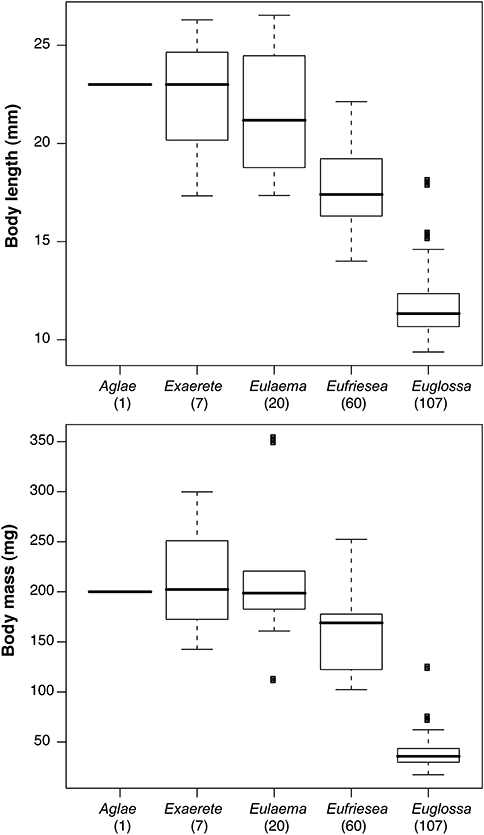 Body length (mm)
25
20
15
10
Aglae Exaerete Eulaema Eufriesea Euglossa
(1) (7) (20) (60) (107)
Body mass (mg)
350
300
250
200
150
100
50
Aglae Exaerete Eulaema Eufriesea Euglossa
(1) (7) (20) (60) (107)